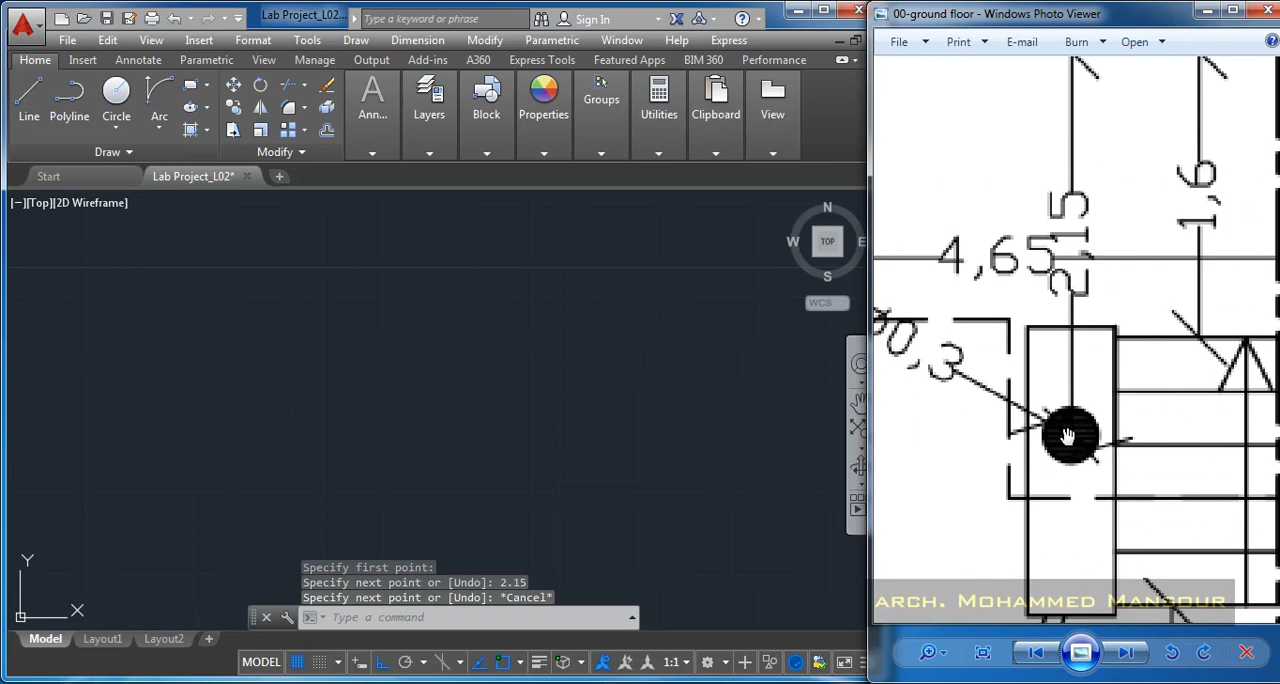 Lab Project_L02...
Type a keyword or phrase
Sign In
File Edit View Insert Format Tools Draw Dimension Modify Parametric Window Help Express
Home Insert Annotate Parametric View Manage Output Add-ins A360 Express Tools Featured Apps BIM 360 Performance
Line Polyline Circle Arc
Ann... Layers Block Properties Groups Utilities Clipboard View
Draw Modify
Start Lab Project_L02*
[−][Top][2D Wireframe]
N
W TOP E
S
WCS
Y
X
Specify first point:
Specify next point or [Undo]: 2.15
Specify next point or [Undo]: *Cancel*
Type a command
Model Layout1 Layout2
MODEL 1:1
00-ground floor - Windows Photo Viewer
File Print E-mail Burn Open
1,6
2,15
4,65
0,3
ARCH. MOHAMMED MANSOUR